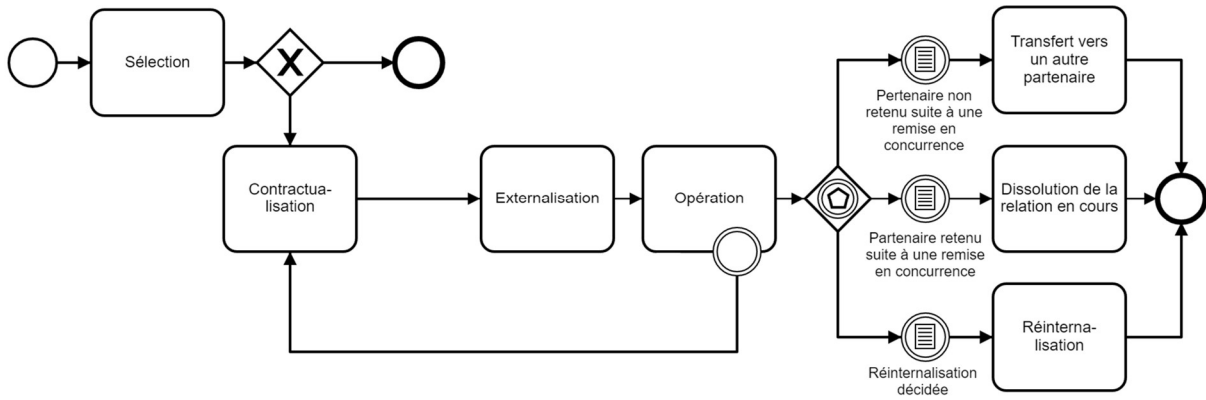 Sélection
Contractua-
lisation
Externalisation
Opération
Pertenaire non
retenu suite à une
remise en
concurrence
Transfert vers
un autre
partenaire
Partenaire retenu
suite à une remise
en concurrence
Dissolution de la
relation en cours
Réinternalisation
décidée
Réinterna-
lisation